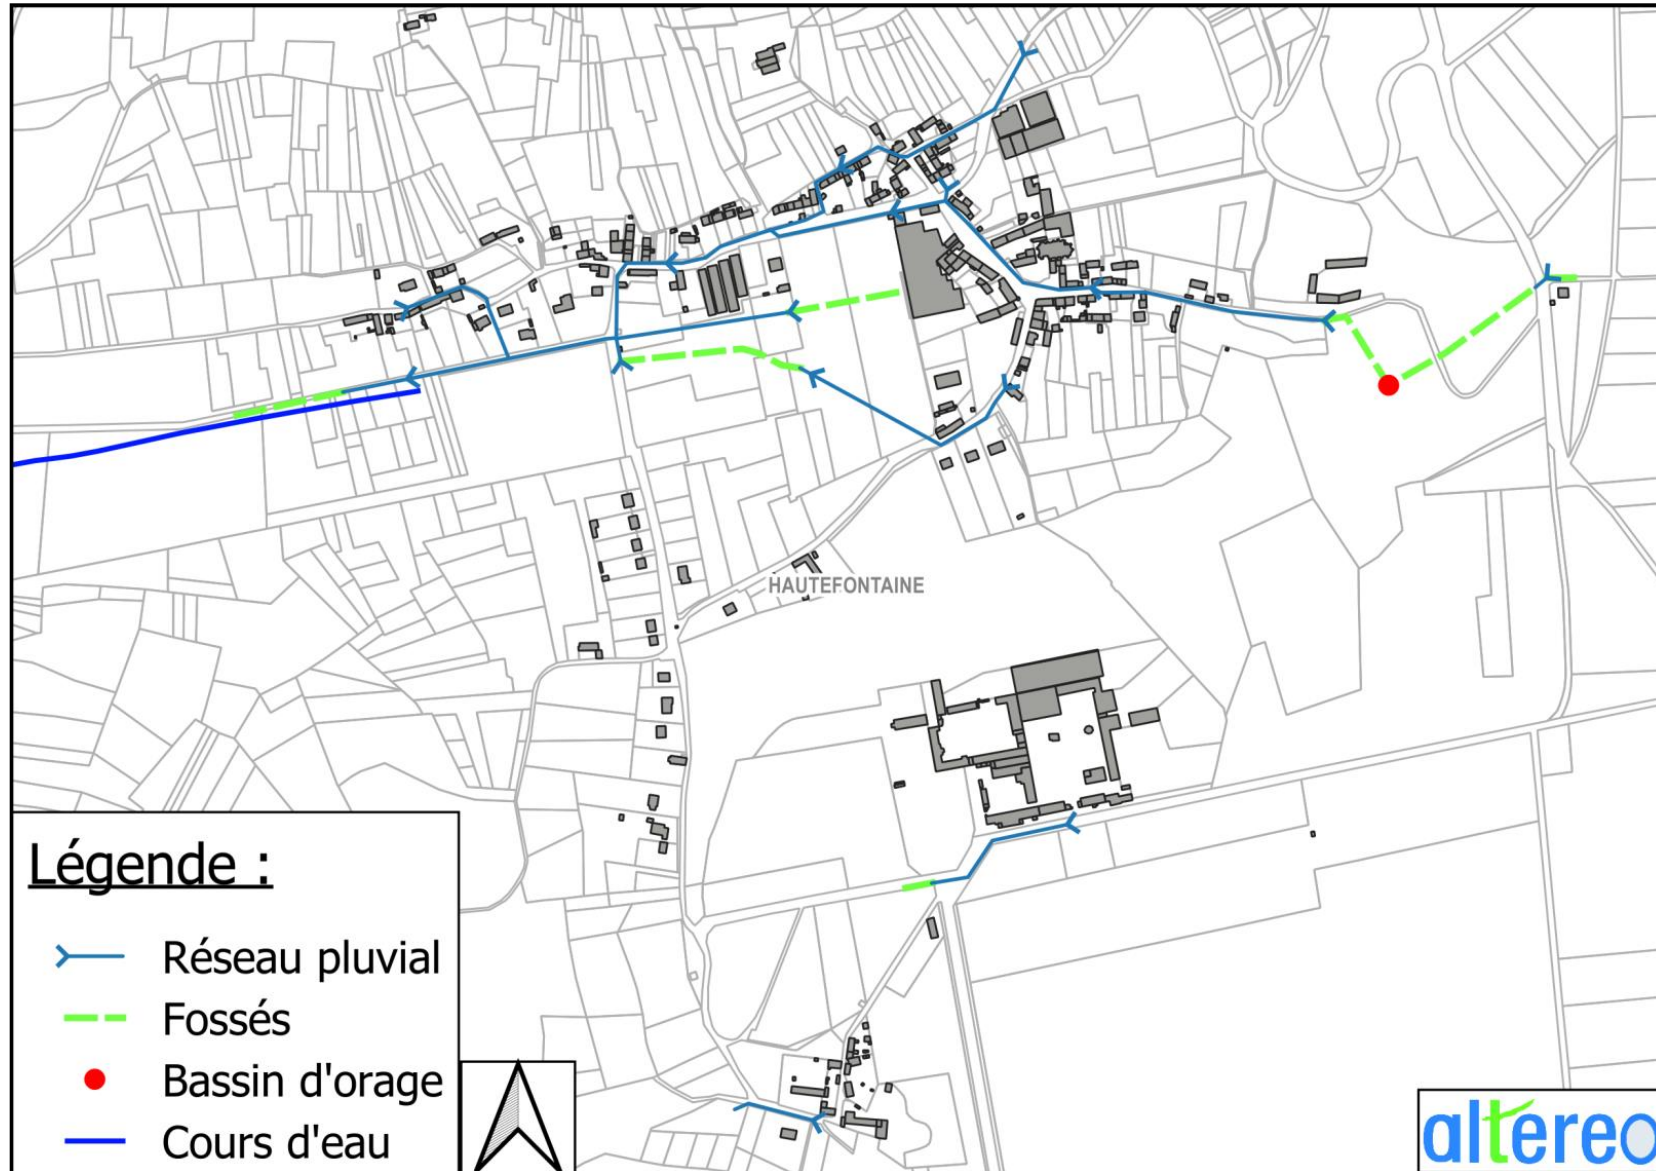 HAUTEFONTAINE
Légende :
Réseau pluvial
Fossés
Bassin d'orage
Cours d'eau
altereo